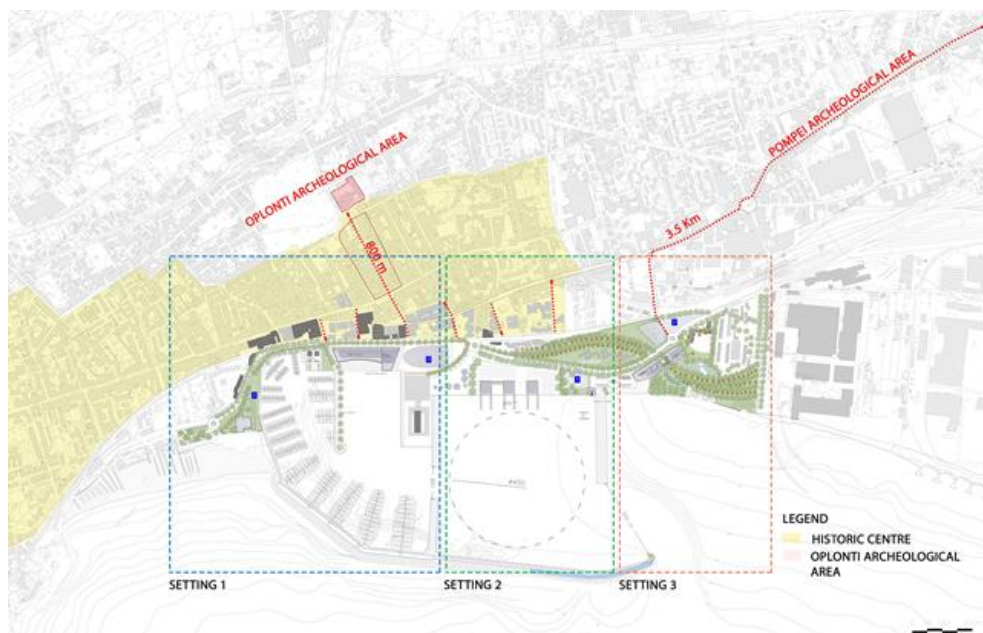 POMPEI ARCHEOLOGICAL AREA
OPLONTI ARCHEOLOGICAL AREA
800 m
3.5 Km
LEGEND
HISTORIC CENTRE
OPLONTI ARCHEOLOGICAL
AREA
SETTING 1
SETTING 2
SETTING 3